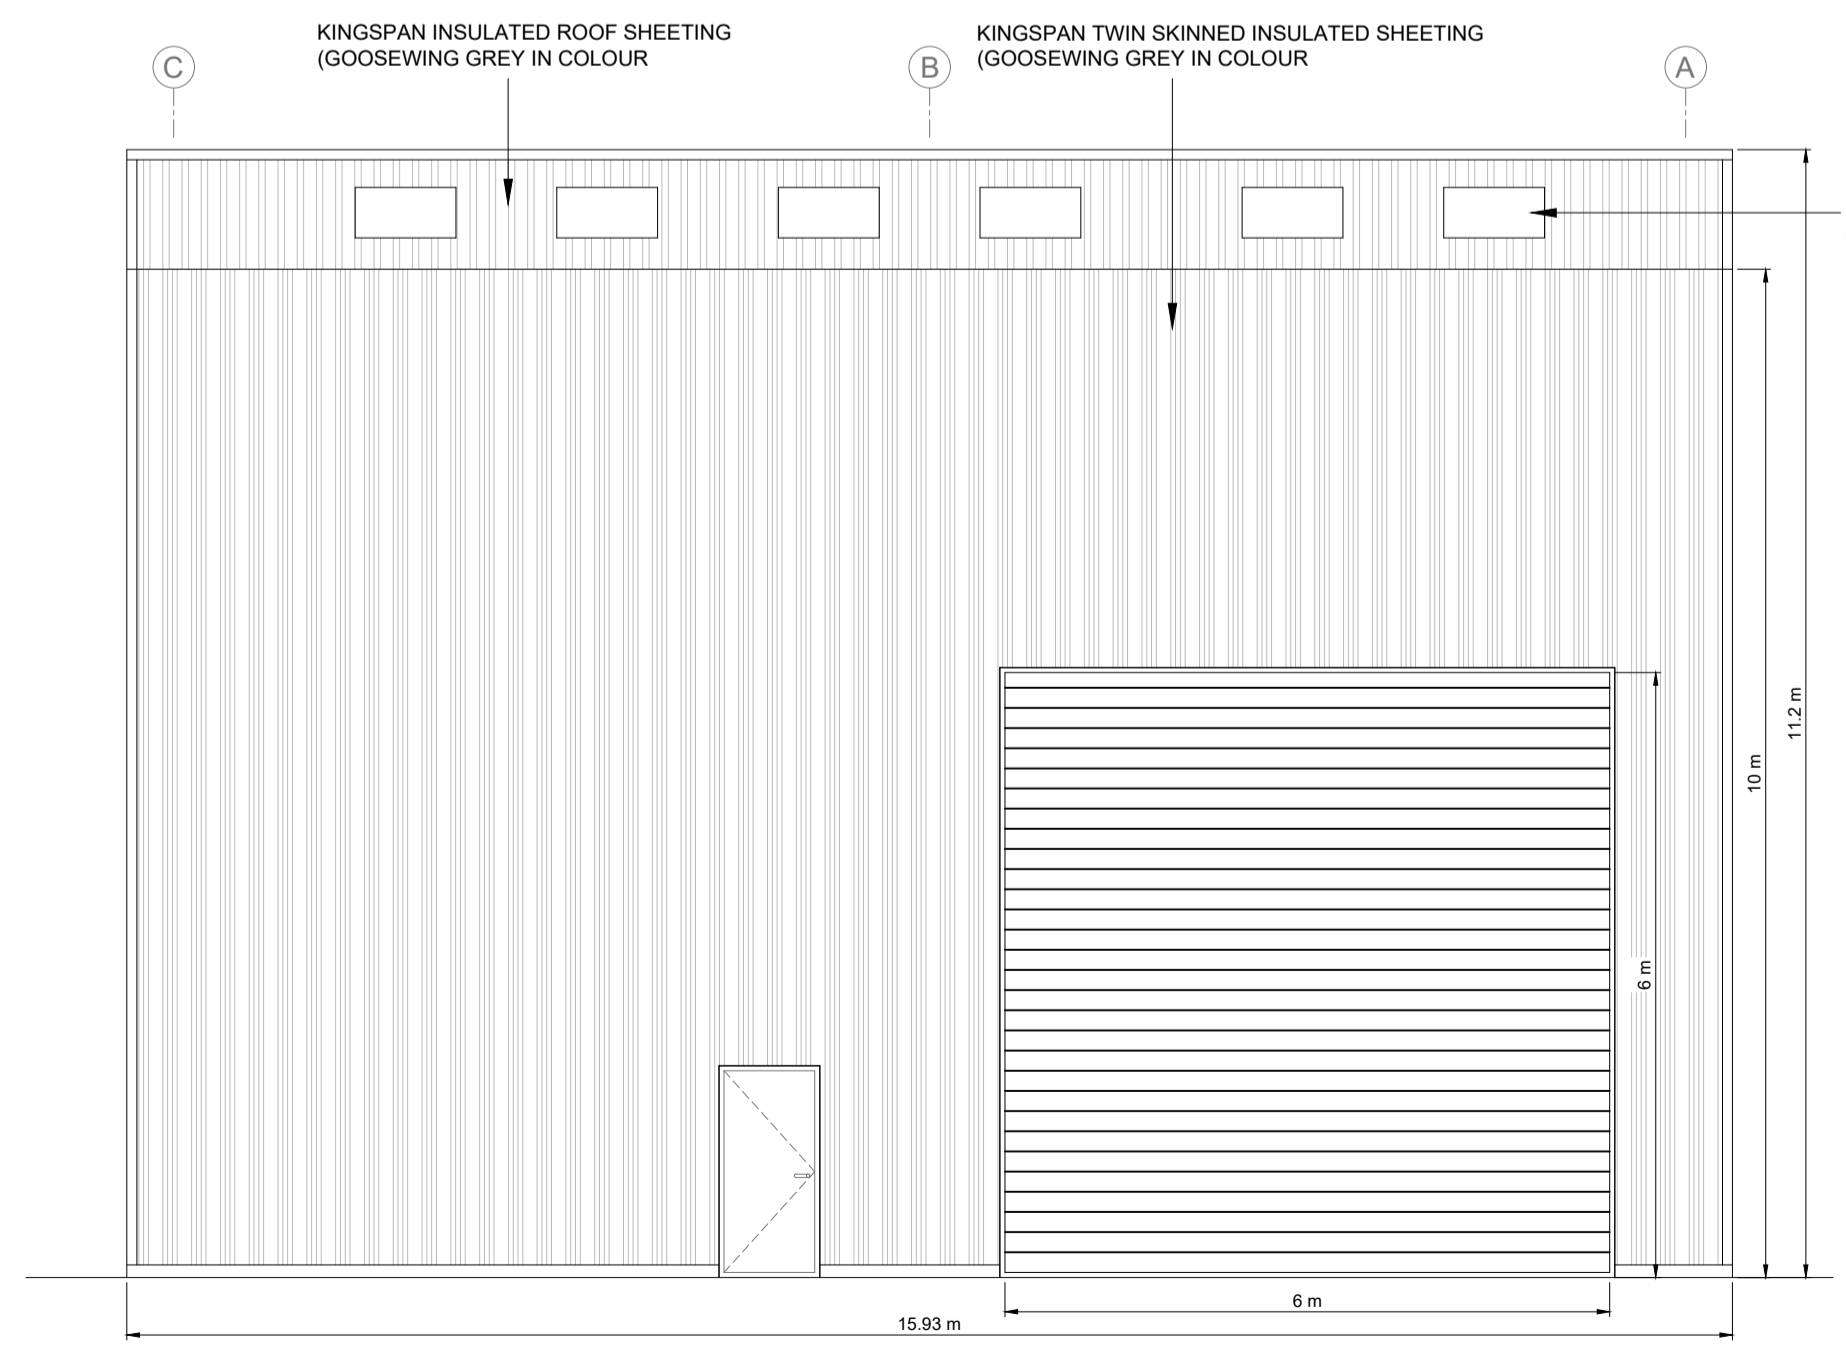 KINGSPAN INSULATED ROOF SHEETING
(GOOSEWING GREY IN COLOUR
KINGSPAN TWIN SKINNED INSULATED SHEETING
(GOOSEWING GREY IN COLOUR
C
B
A
11.2 m
10 m
6 m
6 m
15.93 m